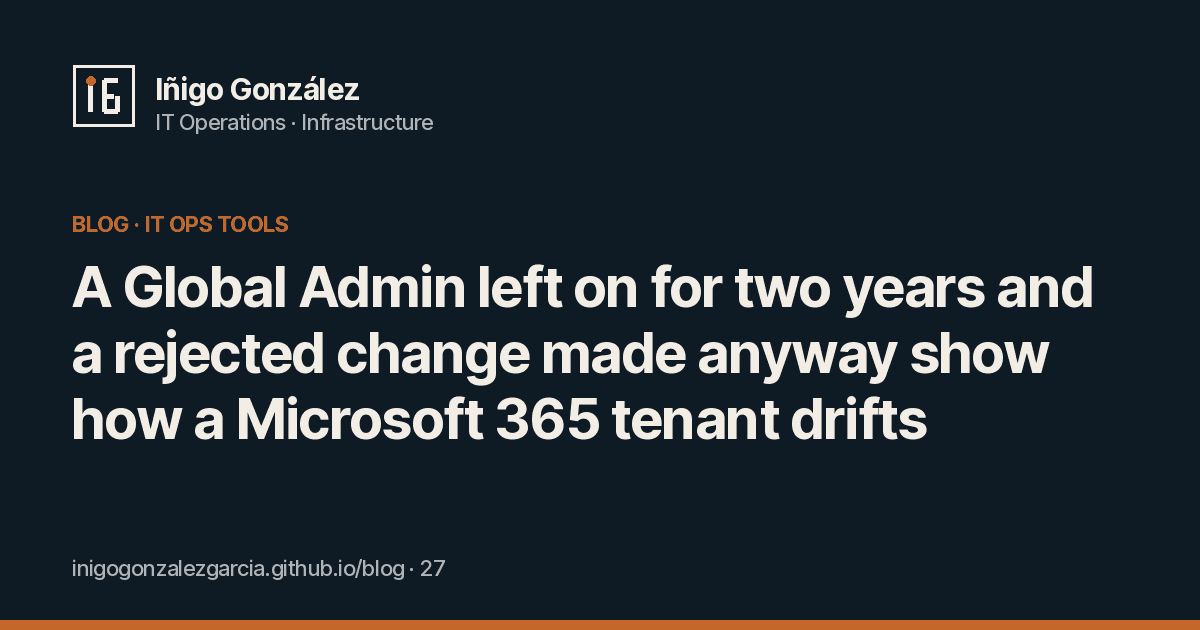 iG
Iñigo González
IT Operations · Infrastructure
BLOG · IT OPS TOOLS
A Global Admin left on for two years and
a rejected change made anyway show
how a Microsoft 365 tenant drifts
inigogonzalezgarcia.github.io/blog · 27